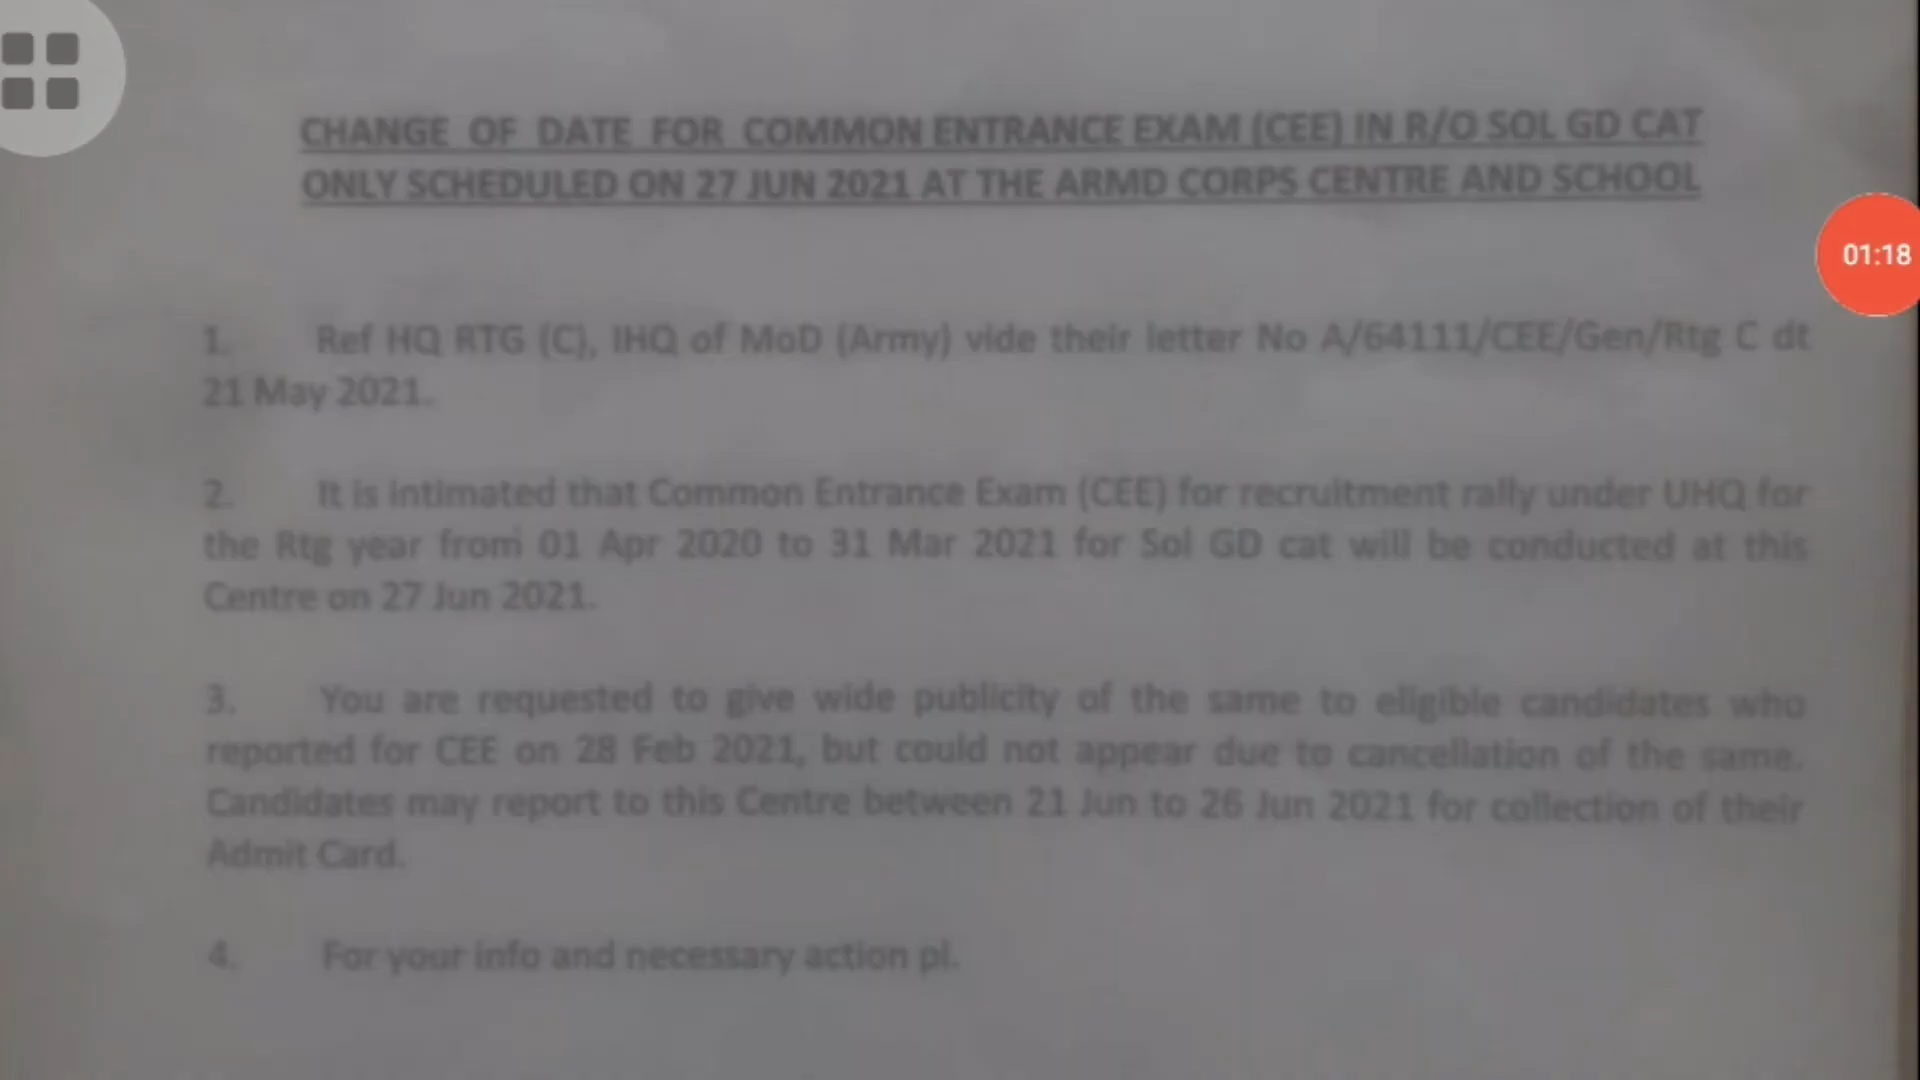 CHANGE OF DATE FOR COMMON ENTRANCE EXAM (CEE) IN R/O SOL GD CAT
ONLY SCHEDULED ON 27 JUN 2021 AT THE ARMD CORPS CENTRE AND SCHOOL
01:18
1. Ref HQ RTG (C), IHQ of MoD (Army) vide their letter No A/64111/CEE/Gen/Rtg C dt
21 May 2021.
2. It is intimated that Common Entrance Exam (CEE) for recruitment rally under UHQ for
the Rtg year from 01 Apr 2020 to 31 Mar 2021 for Sol GD cat will be conducted at this
Centre on 27 Jun 2021.
3. You are requested to give wide publicity of the same to eligible candidates who
reported for CEE on 28 Feb 2021, but could not appear due to cancellation of the same.
Candidates may report to this Centre between 21 Jun to 26 Jun 2021 for collection of their
Admit Card.
4. For your info and necessary action pl.